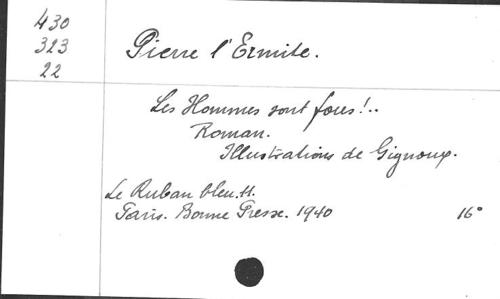 430
323
22
Pierre l'Ermite.
Les Hommes sont fous!..
Roman.
Illustrations de Gignoux.
Le Ruban bleu. 11.
Paris. Bonne Presse. 1940 16°